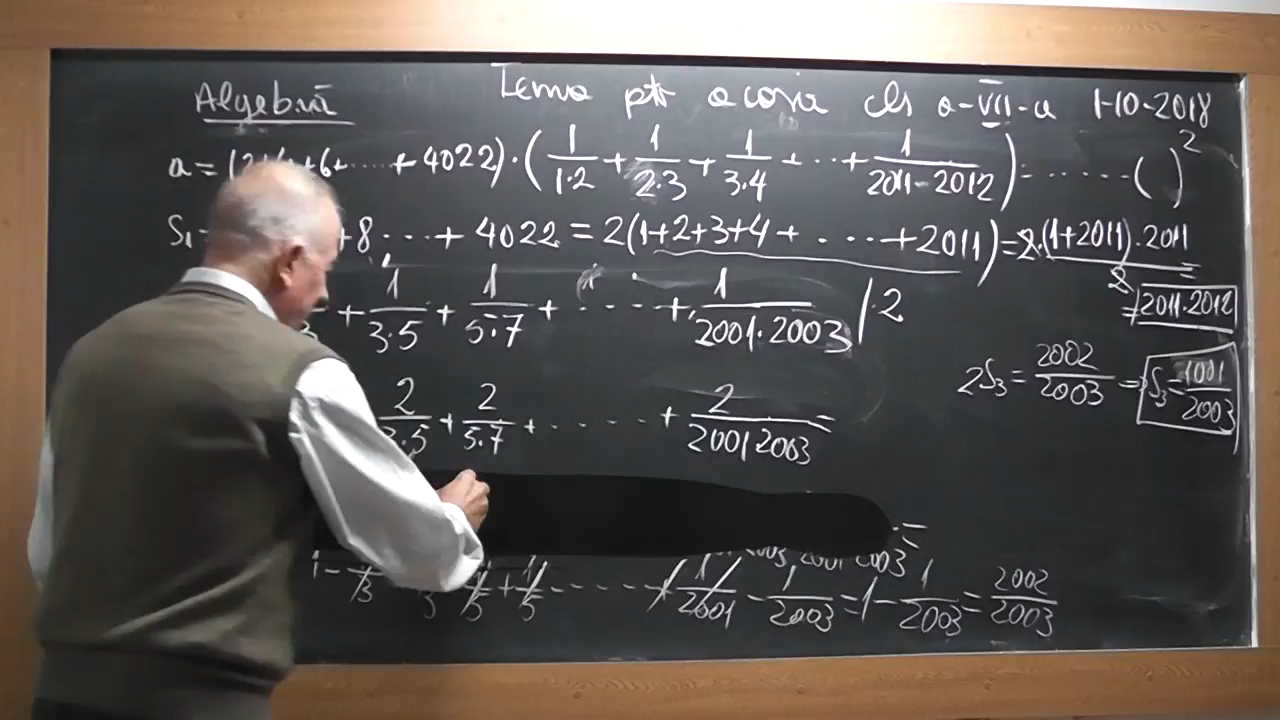 Algebră Tema ptr acasă cls a-VII-a 1-10-2018
a = (2+4+6+.....+ 4022)·(1/1·2 + 1/2·3 + 1/3·4 + ... + 1/2011-2012)·......( )²
S₁= +8....+ 4022 = 2(1+2+3+4+ ....+2011) = 2·(1+2011)·2011/2
= 2011·2012
+ 1/3·5 + 1/5·7 + ..... + 1/2001·2003 | ·2
2S₃ = 2002/2003 ⇒ S₃ = 1001/2003
2/3·5 + 2/5·7 + ...... + 2/2001·2003 =
=
1 - 1/3 1/5 + 1/5 ...... + 1/2001 - 1/2003 = 1 - 1/2003 = 2002/2003